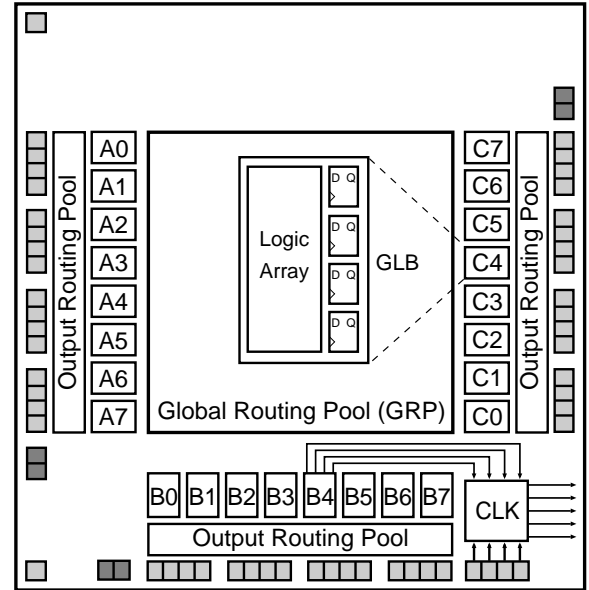 A0
A1
A2
A3
A4
A5
A6
A7
Output Routing Pool
Logic
Array
D Q
D Q
D Q
D Q
GLB
Global Routing Pool (GRP)
C7
C6
C5
C4
C3
C2
C1
C0
Output Routing Pool
B0 B1 B2 B3 B4 B5 B6 B7
Output Routing Pool
CLK